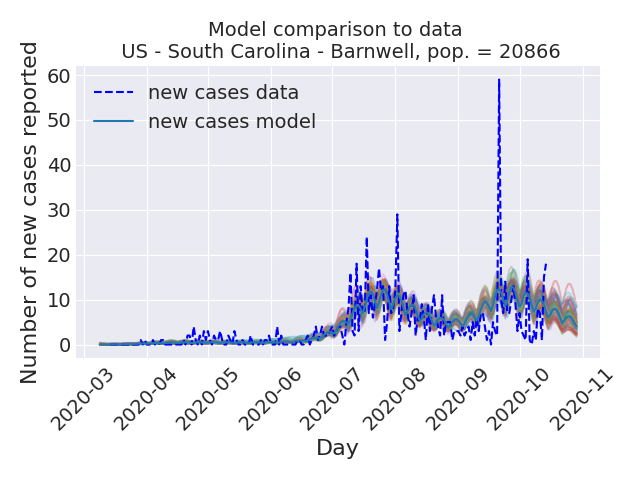 Model comparison to data
US - South Carolina - Barnwell, pop. = 20866
new cases data
new cases model
Number of new cases reported
60
50
40
30
20
10
0
2020-03
2020-04
2020-05
2020-06
2020-07
2020-08
2020-09
2020-10
2020-11
Day